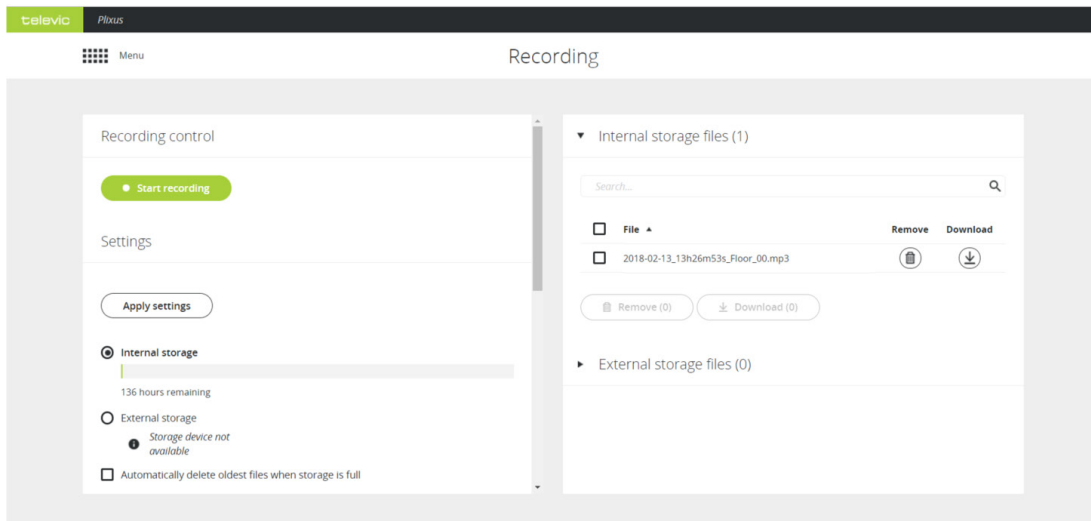 televic
Plixus
Menu
Recording
Recording control
Start recording
Settings
Apply settings
Internal storage
136 hours remaining
External storage
Storage device not
available
Automatically delete oldest files when storage is full
Internal storage files (1)
Search...
File Remove Download
2018-02-13_13h26m53s_Floor_00.mp3
Remove (0) Download (0)
External storage files (0)